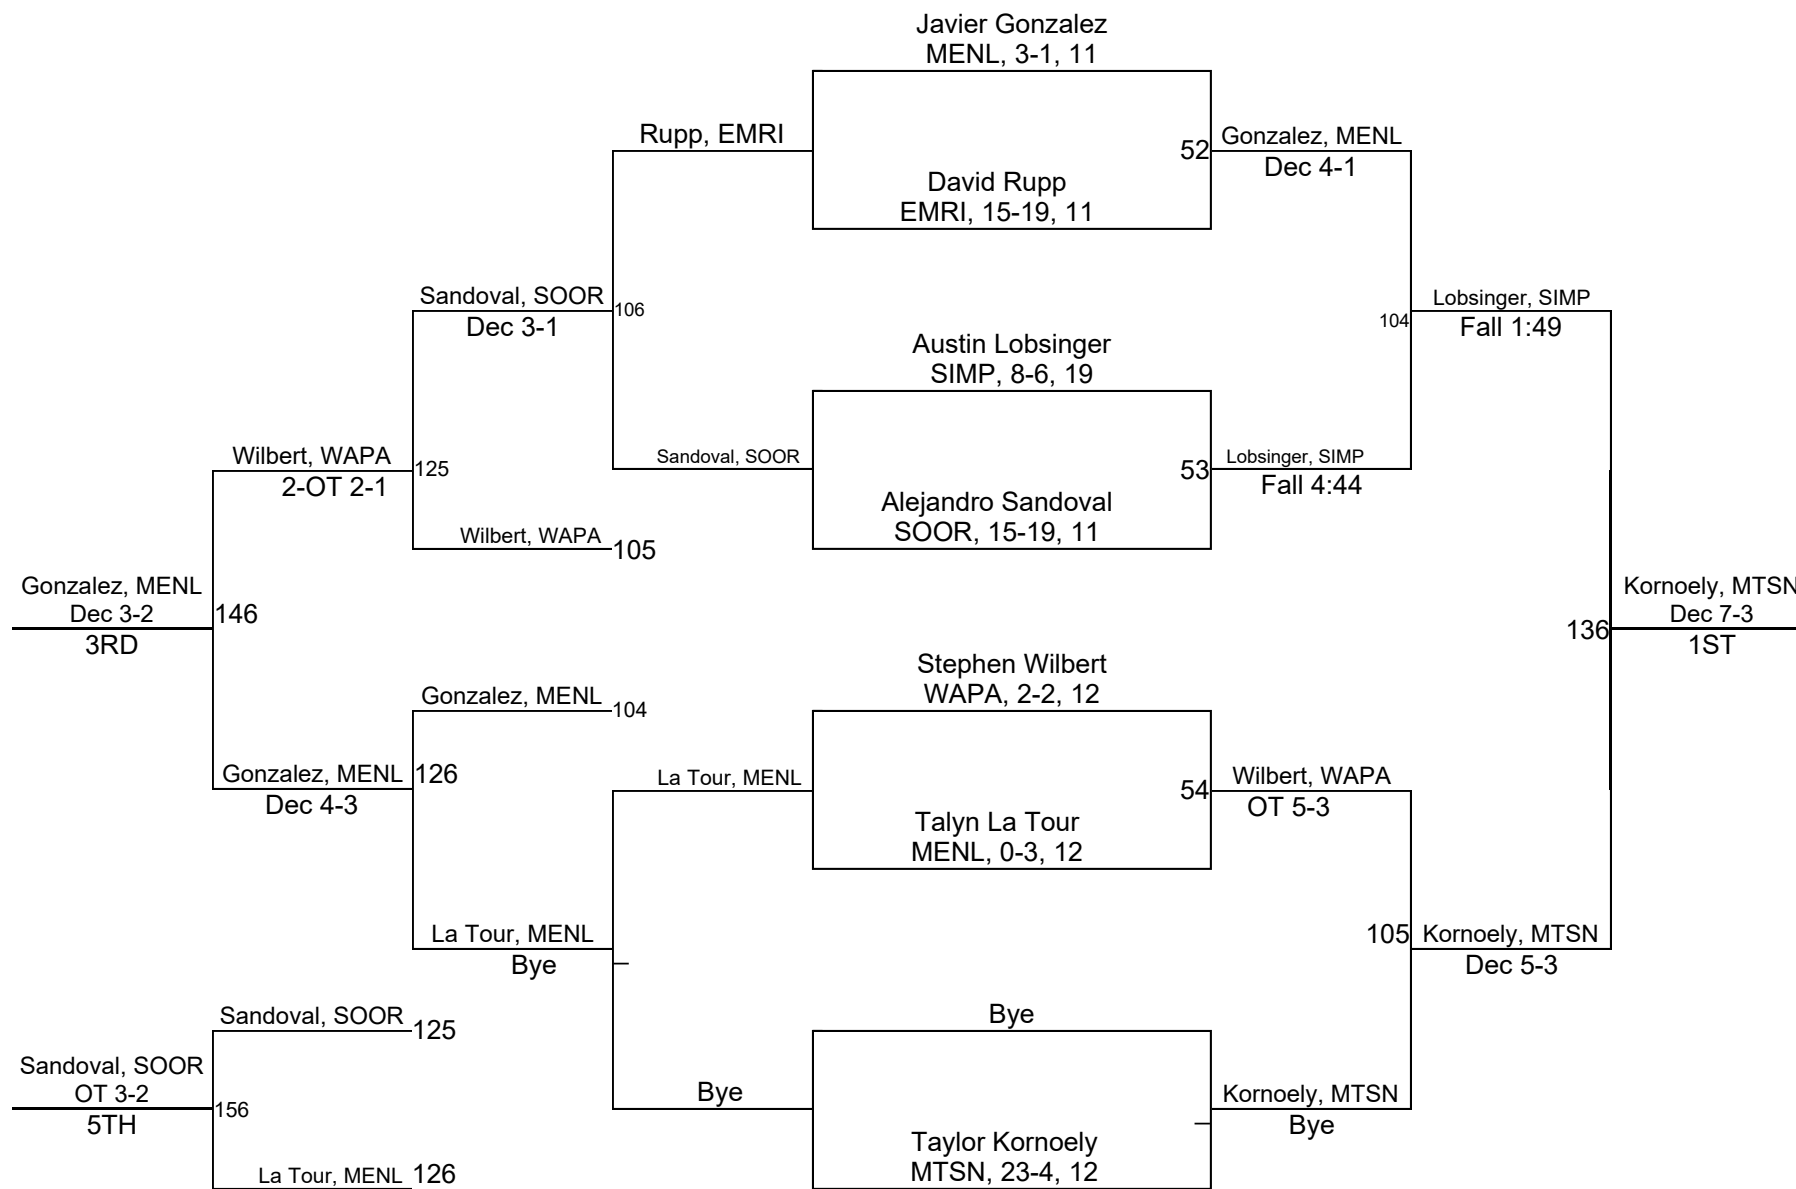 Javier Gonzalez
MENL, 3-1, 11
Rupp, EMRI
52
Gonzalez, MENL
Dec 4-1
David Rupp
EMRI, 15-19, 11
Sandoval, SOOR
Dec 3-1
106
104
Lobsinger, SIMP
Fall 1:49
Austin Lobsinger
SIMP, 8-6, 19
Wilbert, WAPA
2-OT 2-1
125
Sandoval, SOOR
53
Lobsinger, SIMP
Fall 4:44
Alejandro Sandoval
SOOR, 15-19, 11
Wilbert, WAPA
105
Gonzalez, MENL
Dec 3-2
3RD
146
136
Kornoely, MTSN
Dec 7-3
1ST
Stephen Wilbert
WAPA, 2-2, 12
Gonzalez, MENL
104
Gonzalez, MENL
Dec 4-3
126
La Tour, MENL
54
Wilbert, WAPA
OT 5-3
Talyn La Tour
MENL, 0-3, 12
La Tour, MENL
Bye
105
Kornoely, MTSN
Dec 5-3
Sandoval, SOOR
125
Bye
Sandoval, SOOR
OT 3-2
5TH
156
Bye
Kornoely, MTSN
Bye
Taylor Kornoely
MTSN, 23-4, 12
La Tour, MENL
126